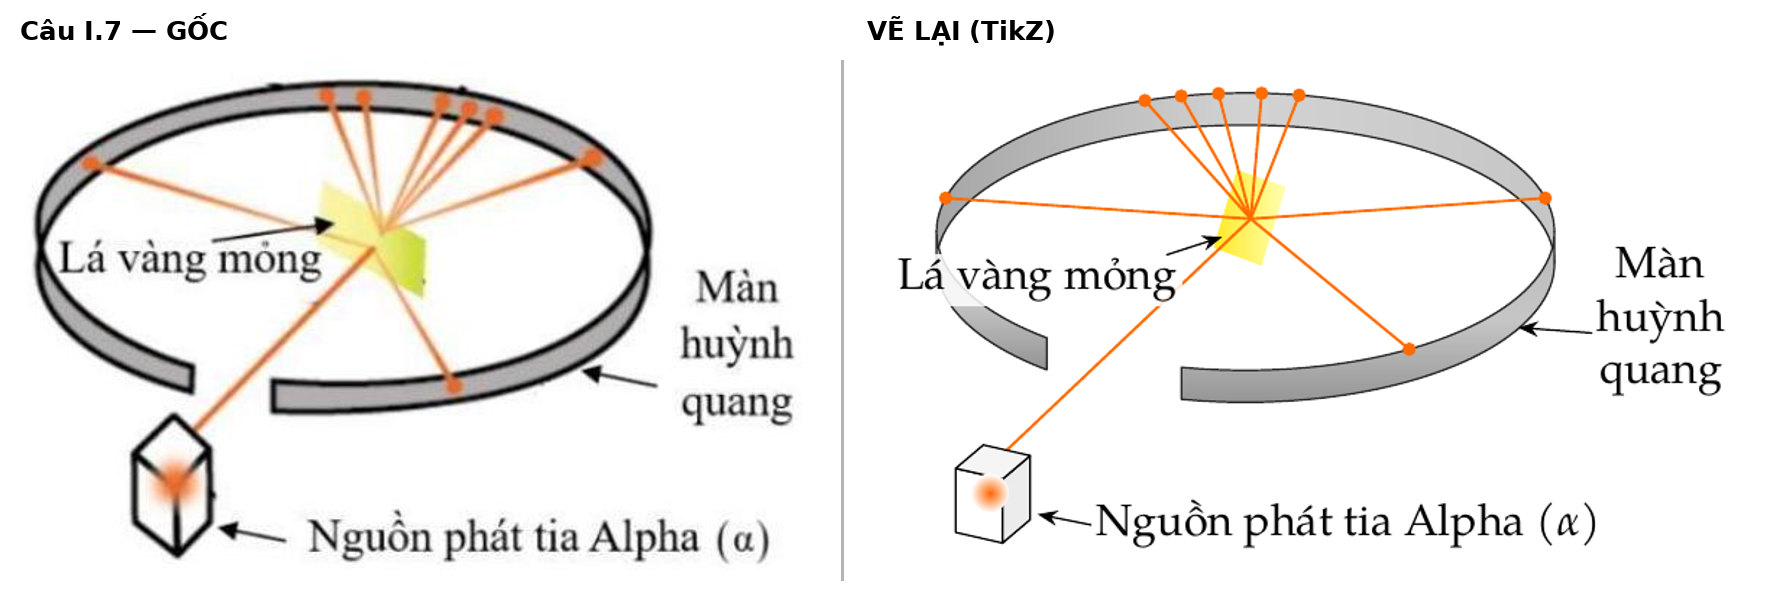 Câu I.7 — GỐC
Lá vàng mỏng
Màn
huỳnh
quang
Nguồn phát tia Alpha (α)
VẼ LẠI (TikZ)
Lá vàng mỏng
Màn
huỳnh
quang
Nguồn phát tia Alpha (α)